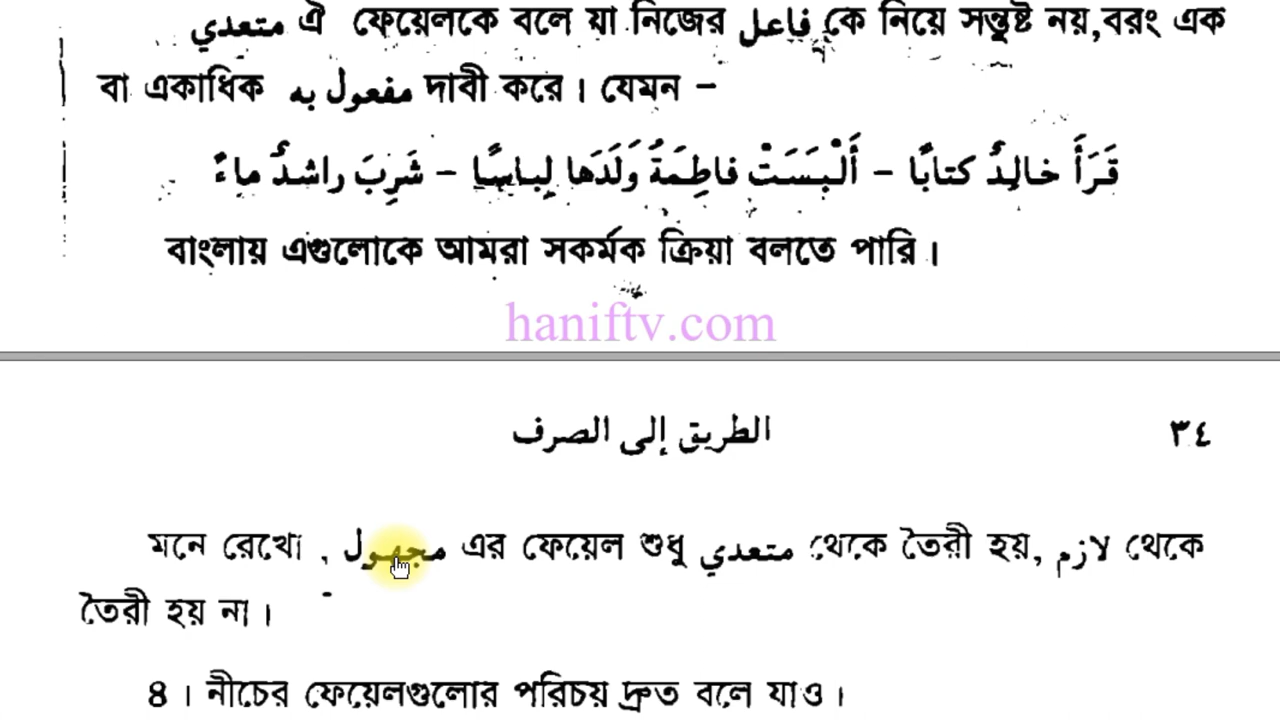 متعدي ঐ ফেয়েলকে বলে যা নিজের فاعل কে নিয়ে সন্তুষ্ট নয়,বরং এক
বা একাধিক مفعول به দাবী করে। যেমন –
قَرَأَ خالِدٌ كتابًا – أَلْبَسَتْ فاطِمَةُ وَلَدَها لِباسًا – شَرِبَ راشدٌ ماءً
বাংলায় এগুলোকে আমরা সকর্মক ক্রিয়া বলতে পারি।
haniftv.com
الطريق إلى الصرف ٣٤
মনে রেখো , مجهول এর ফেয়েল শুধু متعدي থেকে তৈরী হয়, لازم থেকে
তৈরী হয় না।
৪। নীচের ফেয়েলগুলোর পরিচয় দ্রুত বলে যাও।